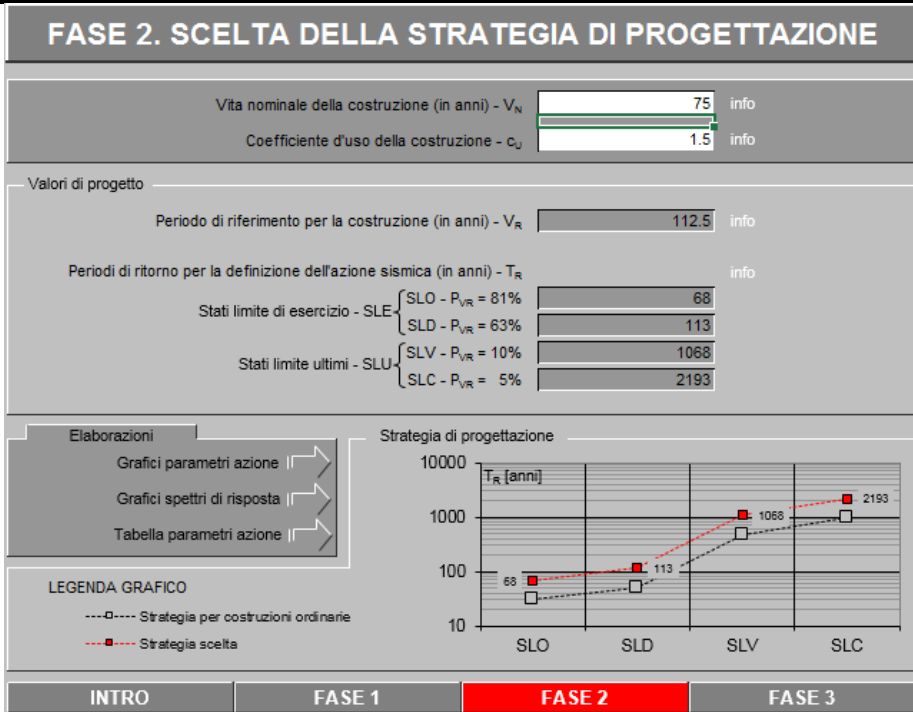 FASE 2. SCELTA DELLA STRATEGIA DI PROGETTAZIONE
Vita nominale della costruzione (in anni) - VN 75 info
Coefficiente d'uso della costruzione - cU 1.5 info
Valori di progetto
Periodo di riferimento per la costruzione (in anni) - VR 112.5 info
Periodi di ritorno per la definizione dell'azione sismica (in anni) - TR info
Stati limite di esercizio - SLE
SLO - PVR = 81% 68
SLD - PVR = 63% 113
Stati limite ultimi - SLU
SLV - PVR = 10% 1068
SLC - PVR = 5% 2193
Elaborazioni
Grafici parametri azione
Grafici spettri di risposta
Tabella parametri azione
LEGENDA GRAFICO
Strategia per costruzioni ordinarie
Strategia scelta
Strategia di progettazione
TR [anni]
10000
1000
100
10
68
113
1068
2193
SLO SLD SLV SLC
INTRO FASE 1 FASE 2 FASE 3